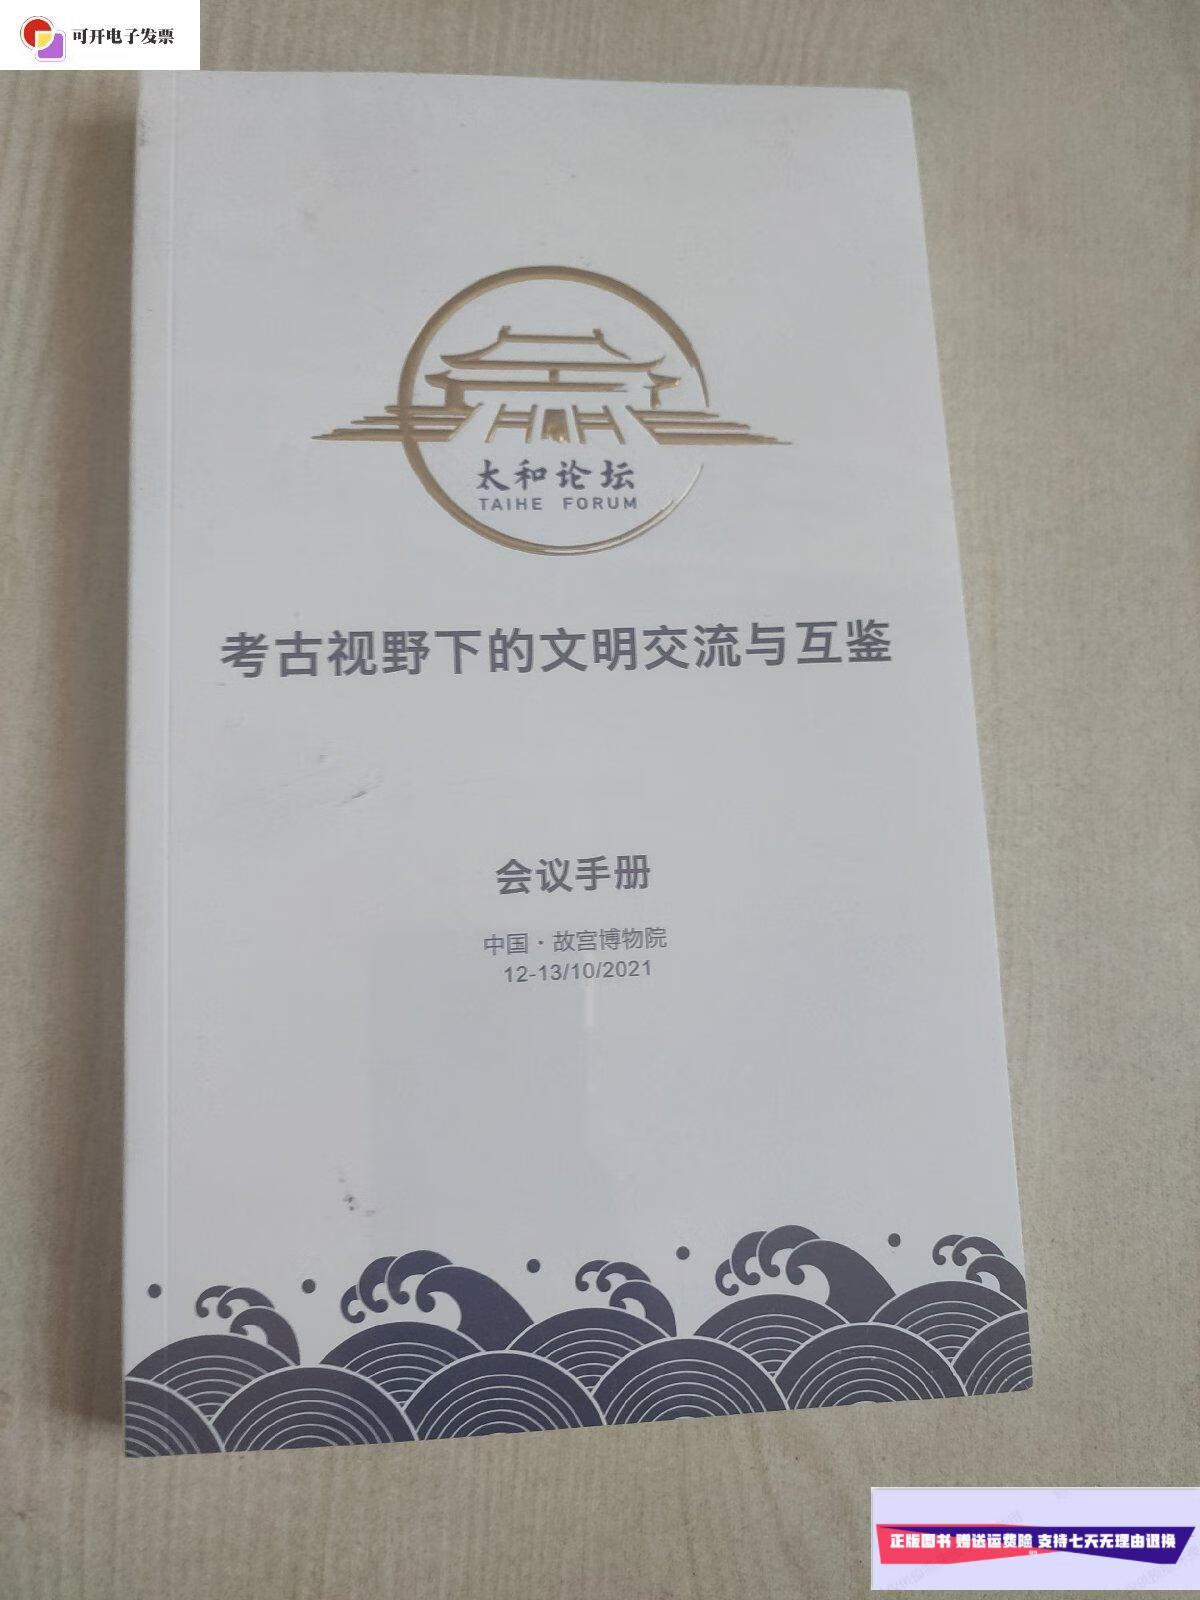 可开电子发票
太和论坛
TAIHE FORUM
考古视野下的文明交流与互鉴
会议手册
中国·故宫博物院
12-13/10/2021
正版图书 赠送运费险 支持七天无理由退换